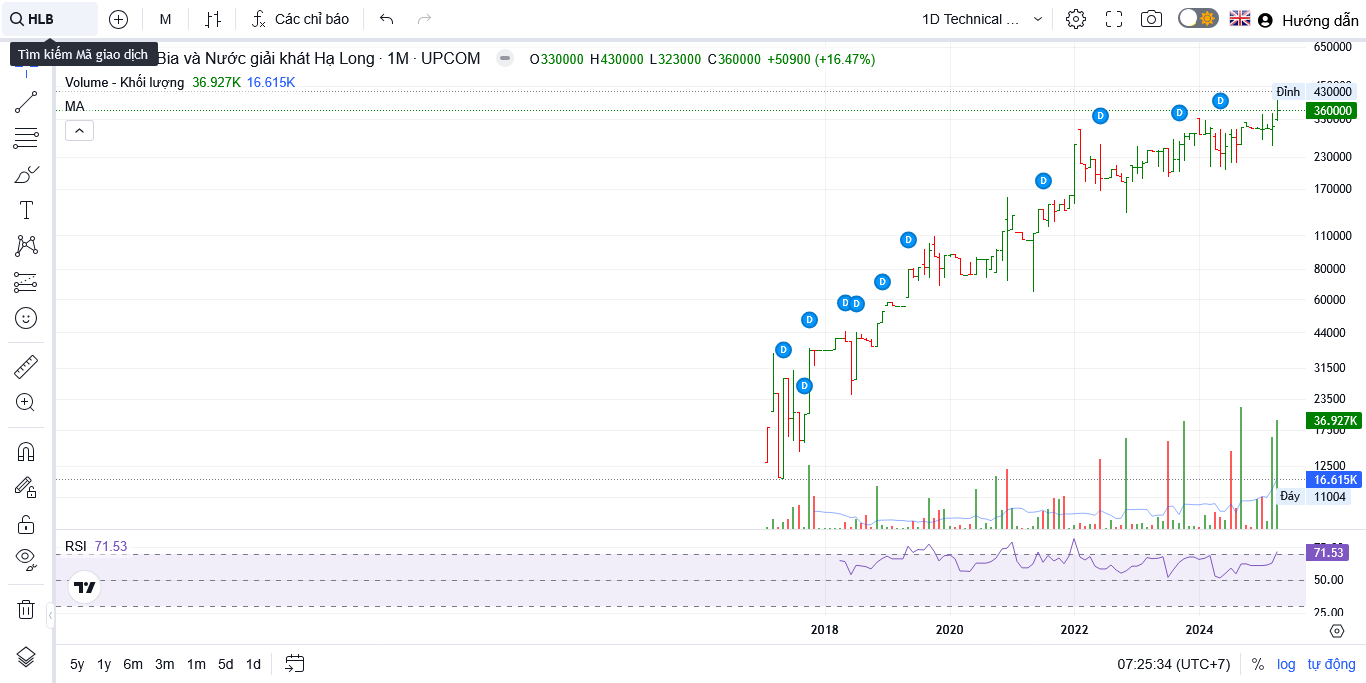 HLB
M
Các chỉ báo
1D Technical ...
Hướng dẫn
Tìm kiếm Mã giao dịch
Bia và Nước giải khát Hạ Long · 1M · UPCOM
O330000 H430000 L323000 C360000 +50900 (+16.47%)
Volume - Khối lượng 36.927K 16.615K
MA
650000
Đỉnh 430000
360000
350000
230000
170000
110000
80000
60000
44000
31500
23500
36.927K
17500
12500
16.615K
Đáy 11004
D
D
D
D
D
D
D
D
D
D
D
RSI 71.53
71.53
50.00
25.00
2018 2020 2022 2024
5y 1y 6m 3m 1m 5d 1d
07:25:34 (UTC+7) % log tự động